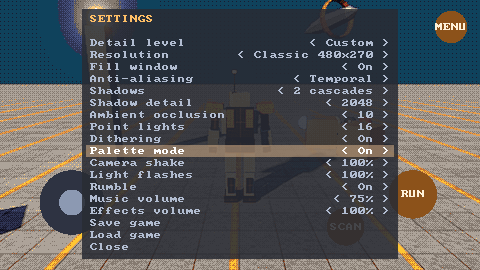 SETTINGS
MENU
Detail level < Custom >
Resolution < Classic 480x270 >
Fill window < On >
Anti-aliasing < Temporal >
Shadows < 2 cascades >
Shadow detail < 2048 >
Ambient occlusion < 10 >
Point lights < 16 >
Dithering < On >
Palette mode < On >
Camera shake < 100% >
Light flashes < 100% >
Rumble < On >
RUN
Music volume < 75% >
Effects volume < 100% >
Save game
SCAN
Load game
Close